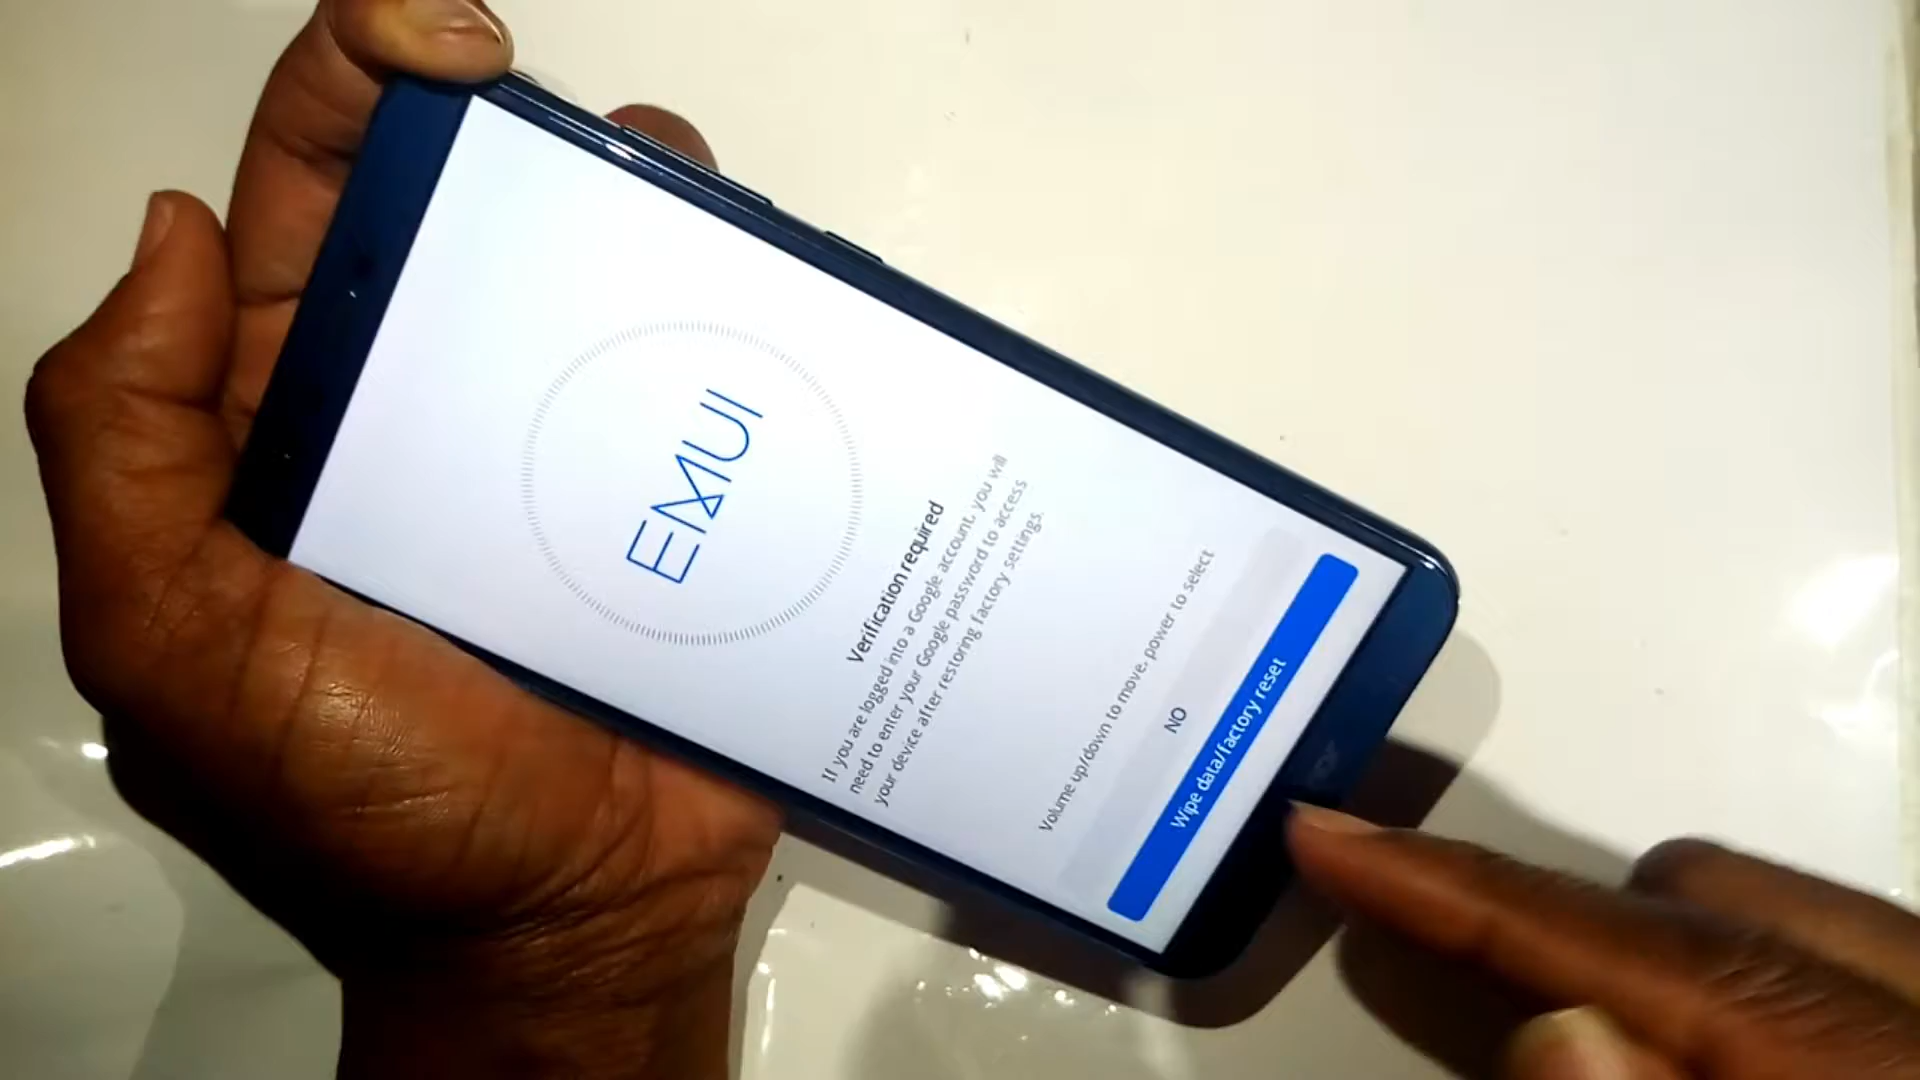 EMUI
Verification required
If you are logged into a Google account, you will
need to enter your Google password to access
your device after restoring factory settings.
Volume up/down to move, power to select
NO
Wipe data/factory reset